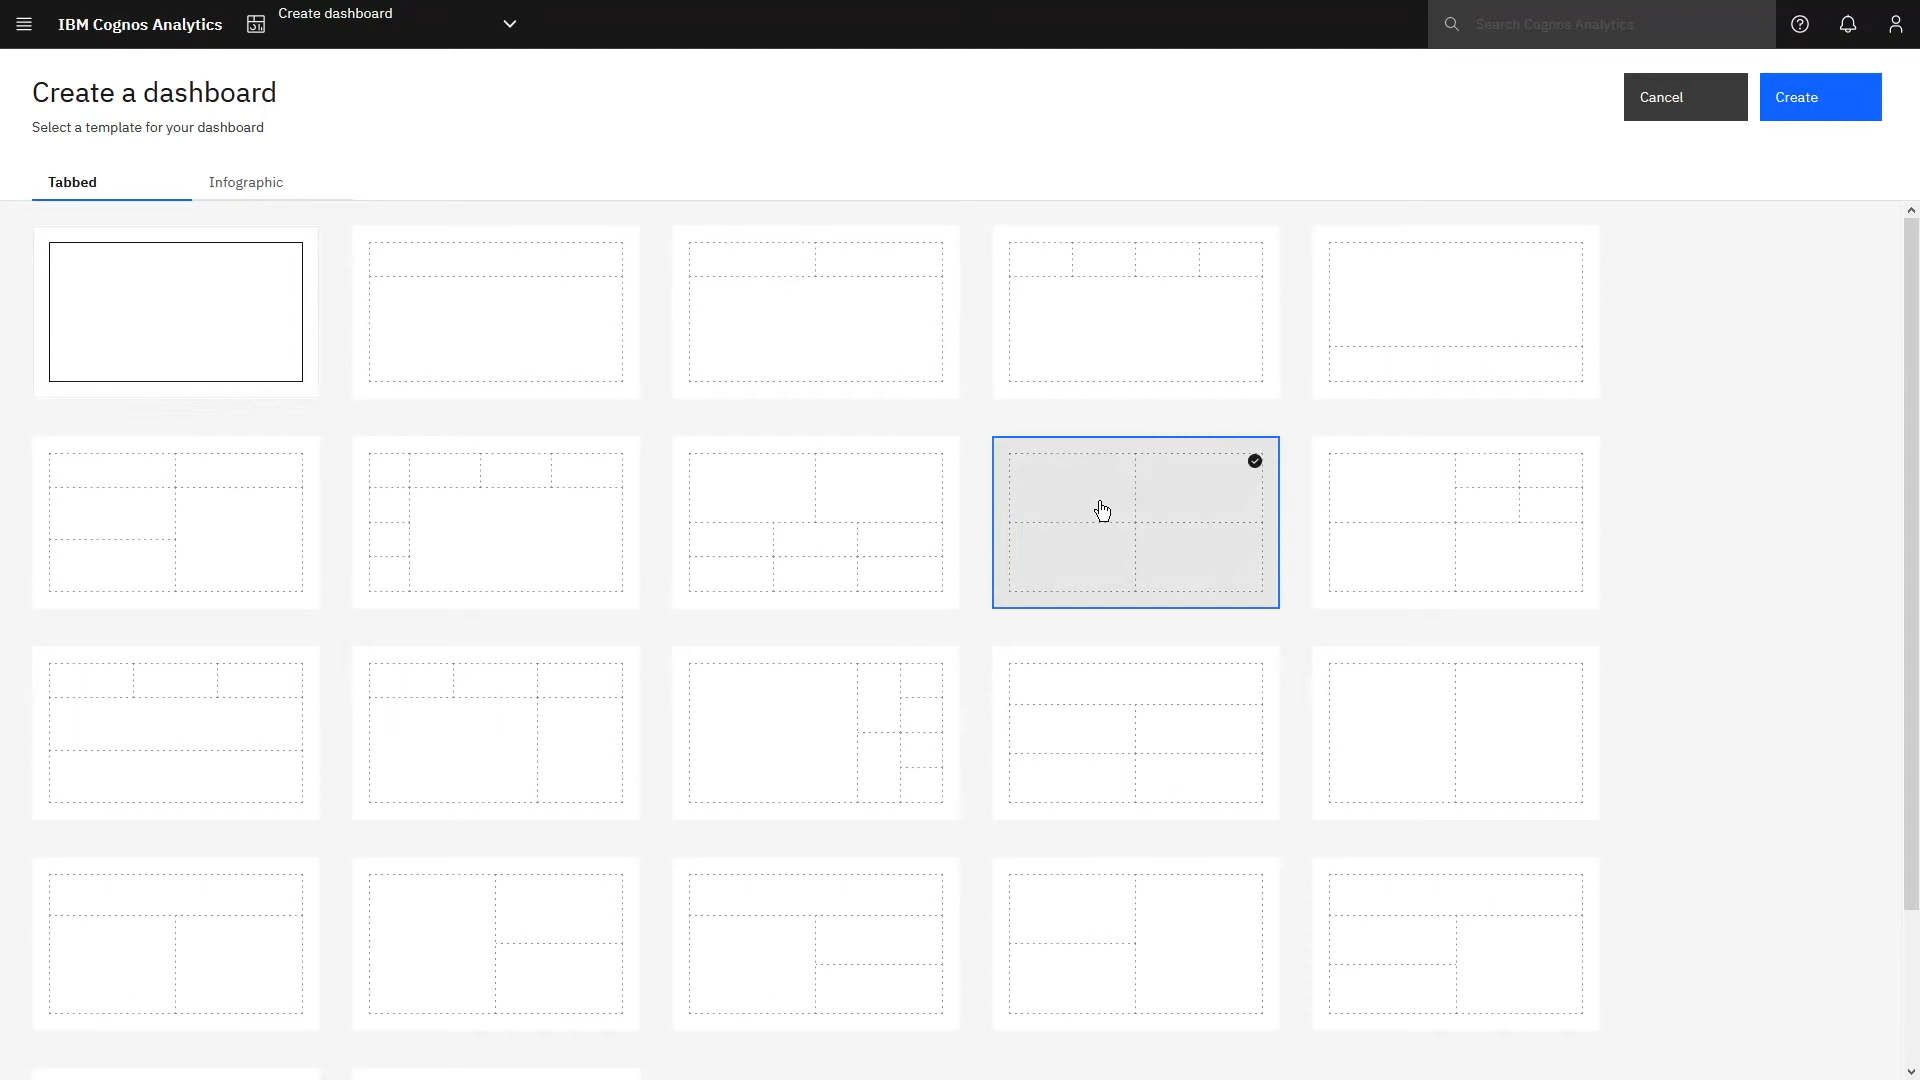 IBM Cognos Analytics
Create dashboard
Search Cognos Analytics
Create a dashboard
Select a template for your dashboard
Cancel
Create
Tabbed
Infographic